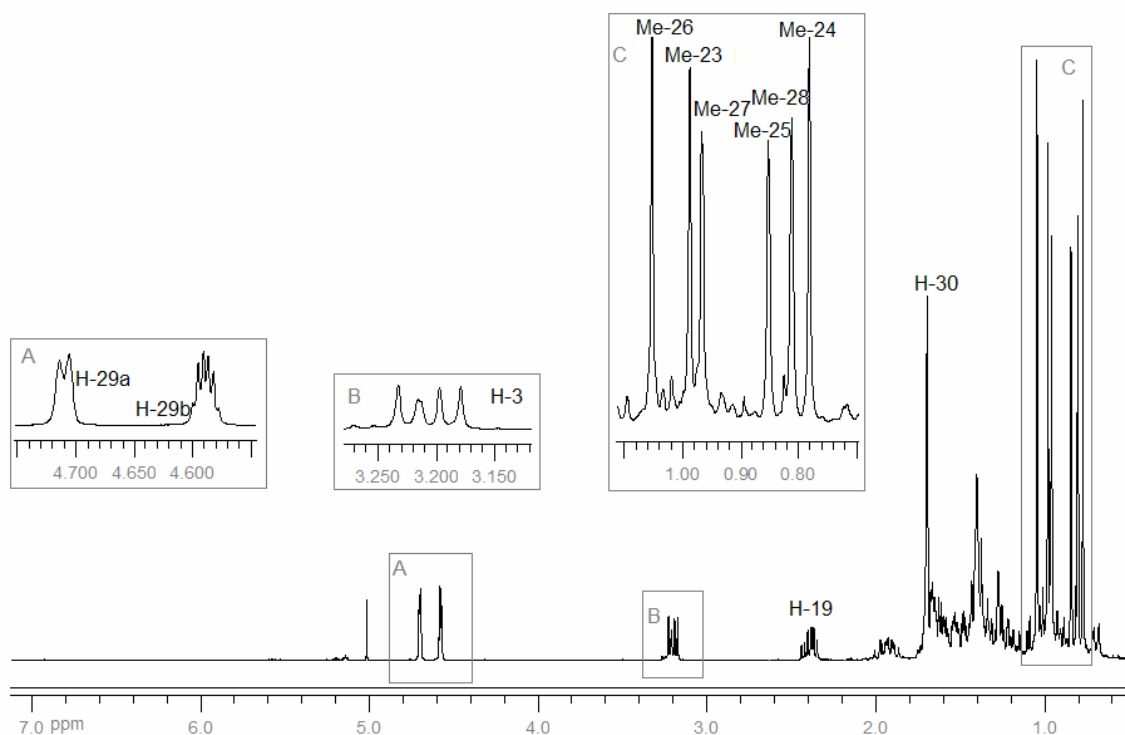 Me-26
Me-24
C
Me-23
Me-27
Me-28
Me-25
1.00
0.90
0.80
C
H-30
A
H-29a
H-29b
4.700
4.650
4.600
B
H-3
3.250
3.200
3.150
A
B
H-19
7.0
ppm
6.0
5.0
4.0
3.0
2.0
1.0